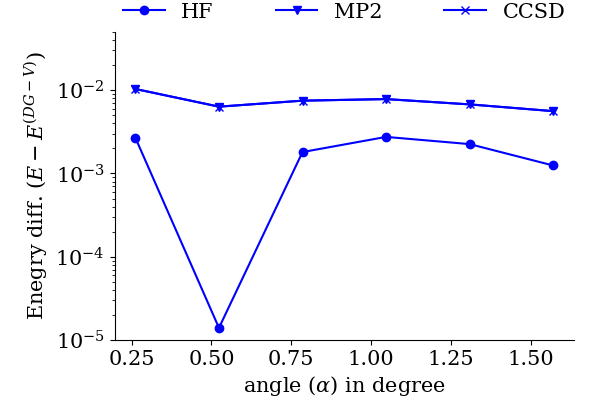 HF MP2 CCSD
Enegry diff. (E − E^(DG−V))
10^−2
10^−3
10^−4
10^−5
0.25 0.50 0.75 1.00 1.25 1.50
angle (α) in degree